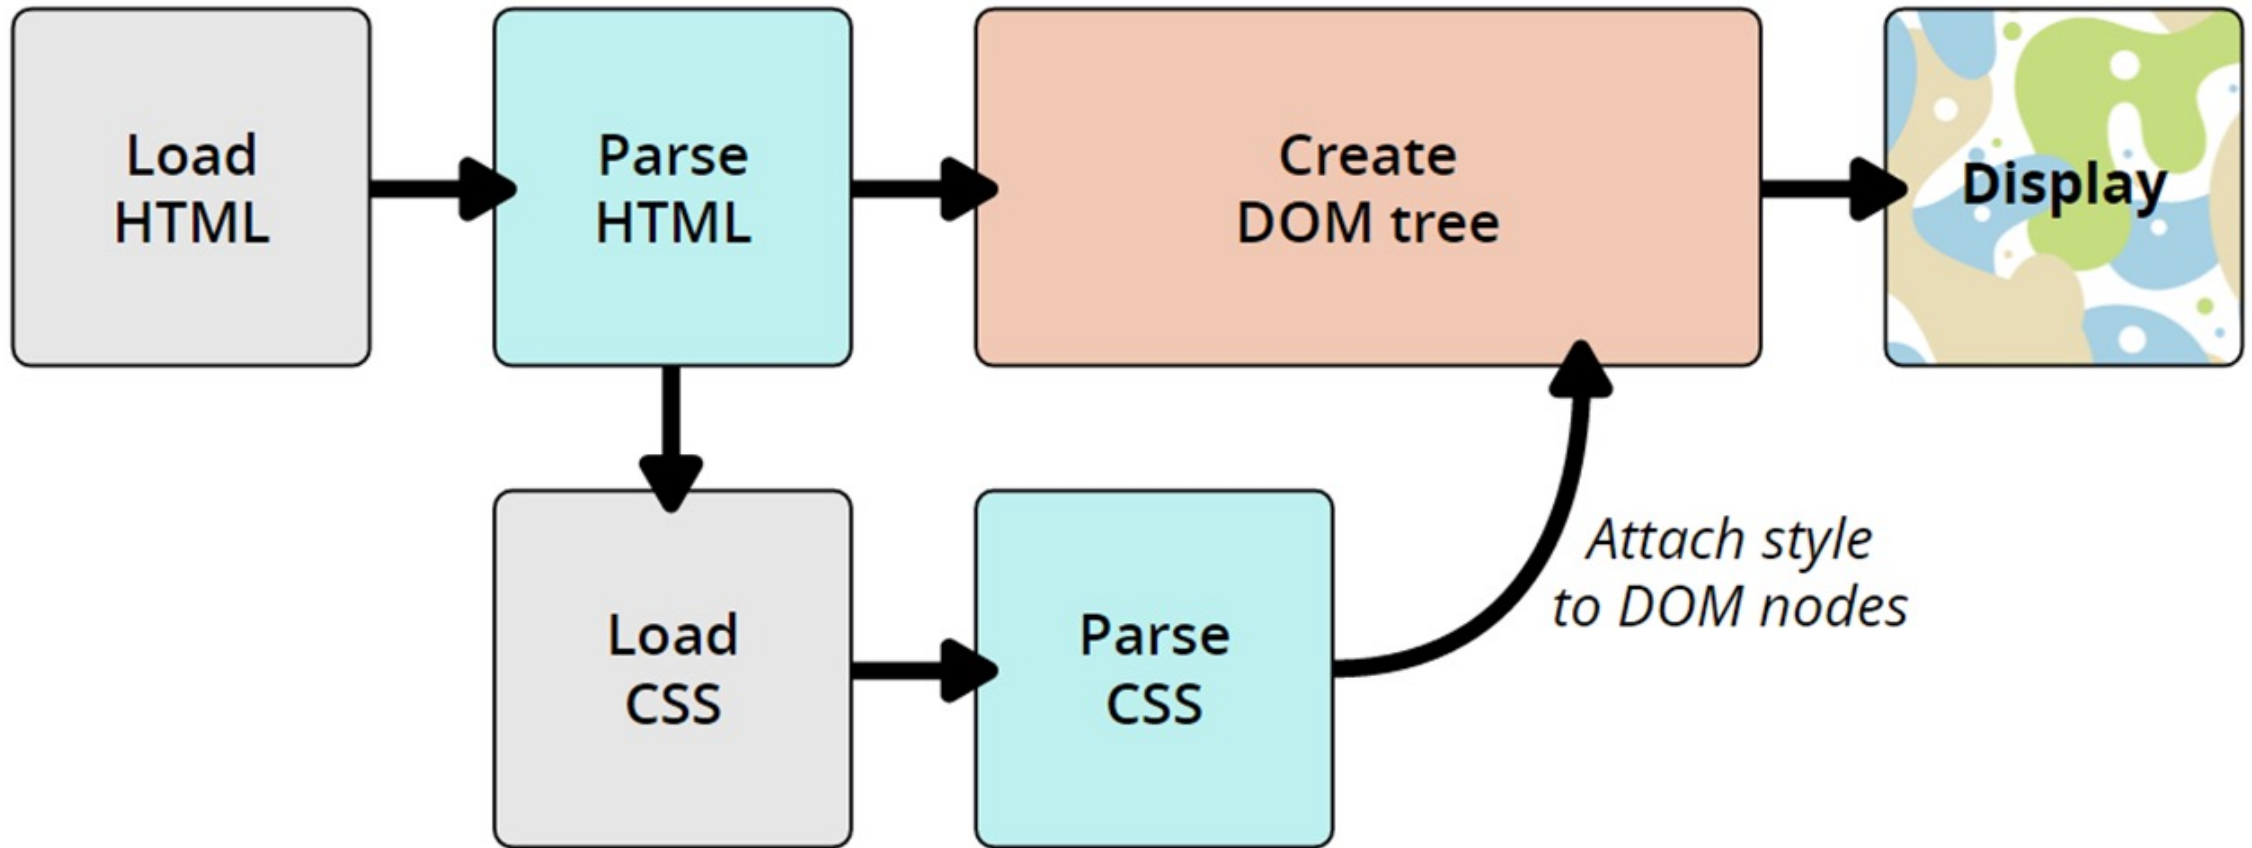 Load
HTML
Parse
HTML
Create
DOM tree
Display
Load
CSS
Parse
CSS
Attach style
to DOM nodes